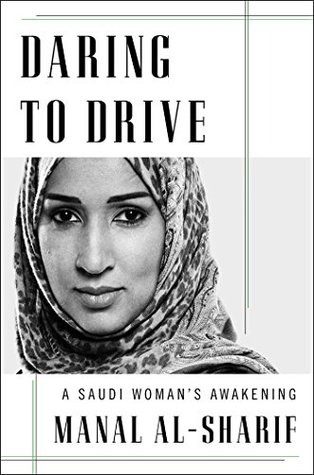 DARING
TO DRIVE
A SAUDI WOMAN'S AWAKENING
MANAL AL-SHARIF